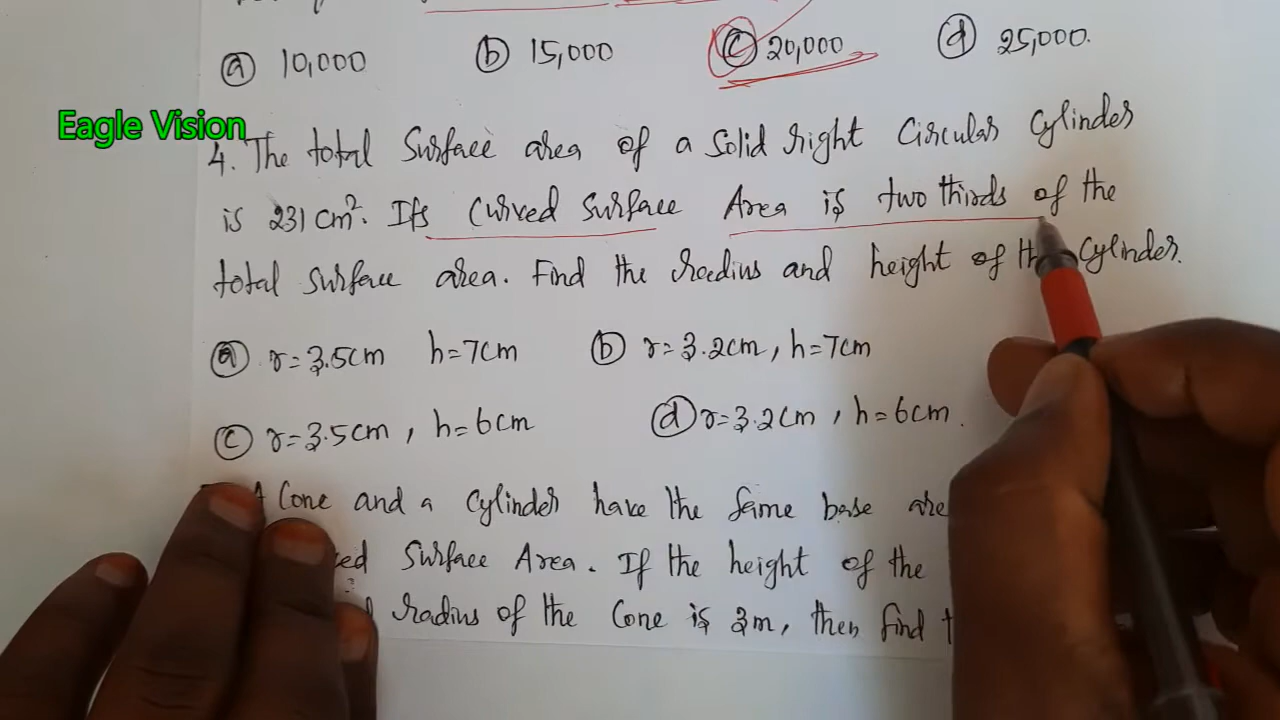 ⓐ 10,000 ⓑ 15,000 ⓒ 20,000 ⓓ 25,000.
Eagle Vision
4. The total Surface area of a Solid right Circular Cylinder
is 231 cm². Its Curved Surface Area is two thirds of the
total Surface area. Find the radius and height of the Cylinder.
ⓐ r=3.5cm h=7cm ⓑ r=3.2cm, h=7cm
ⓒ r=3.5cm, h=6cm ⓓ r=3.2cm, h=6cm.
A Cone and a Cylinder have the Same base
Surface Area. If the height of the
radius of the Cone is 3m, then find